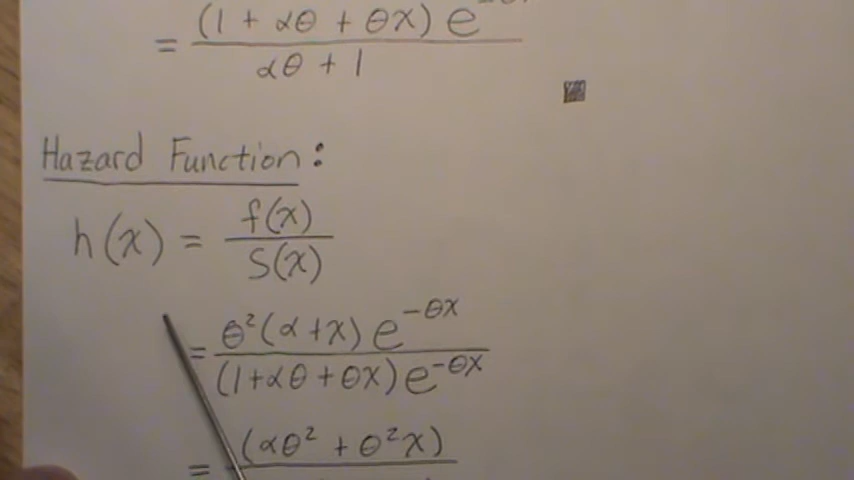 = (1 + αθ + θx) e
αθ + 1
Hazard Function:
h(x) = f(x)
S(x)
= θ²(α+x) e^{-θx}
(1+αθ+θx) e^{-θx}
= (αθ² + θ²x)